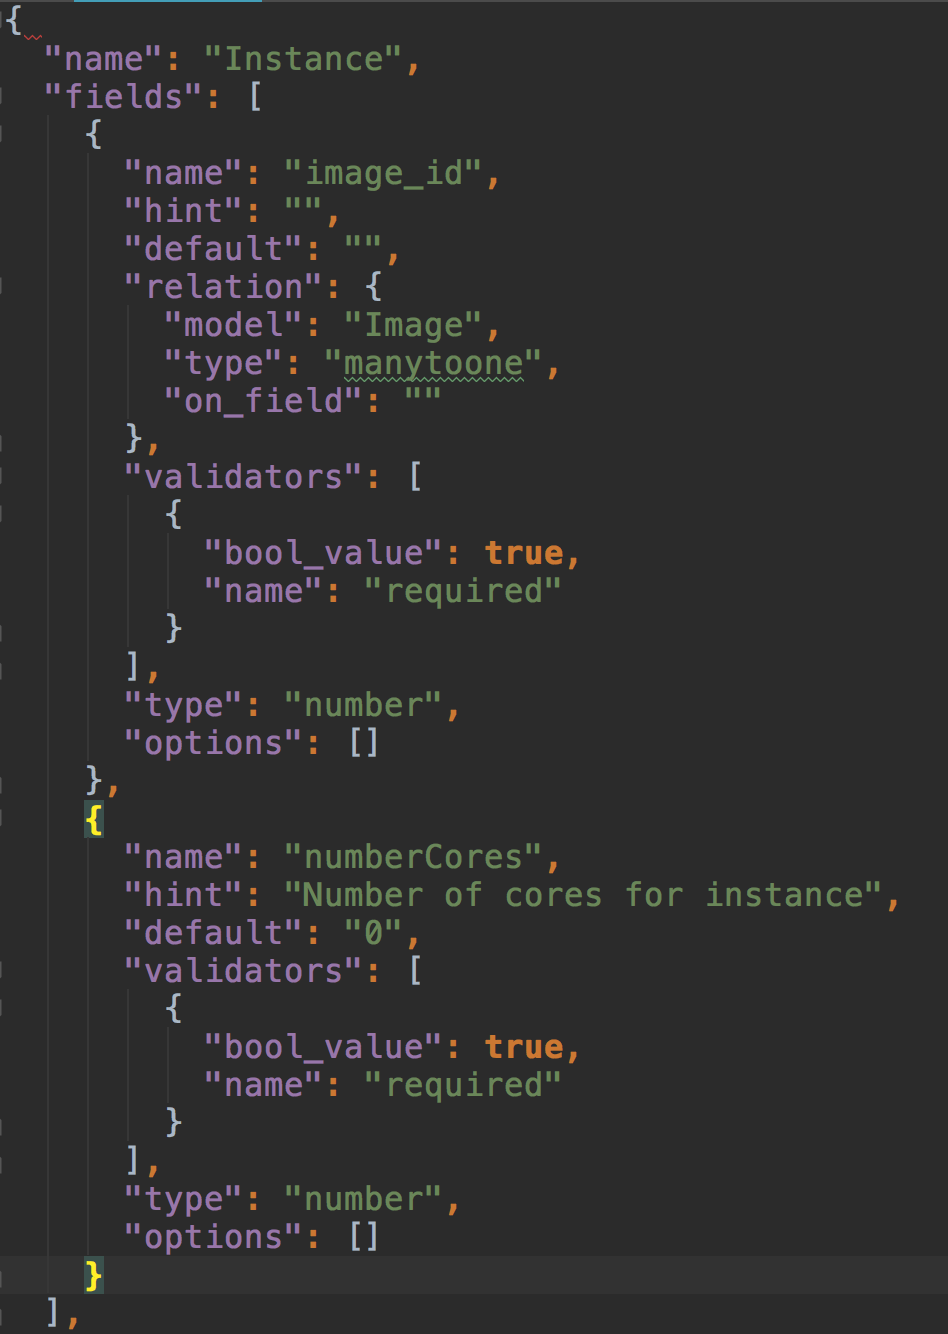 {
  "name": "Instance",
  "fields": [
    {
      "name": "image_id",
      "hint": "",
      "default": "",
      "relation": {
        "model": "Image",
        "type": "manytoone",
        "on_field": ""
      },
      "validators": [
        {
          "bool_value": true,
          "name": "required"
        }
      ],
      "type": "number",
      "options": []
    },
    {
      "name": "numberCores",
      "hint": "Number of cores for instance",
      "default": "0",
      "validators": [
        {
          "bool_value": true,
          "name": "required"
        }
      ],
      "type": "number",
      "options": []
    }
  ],